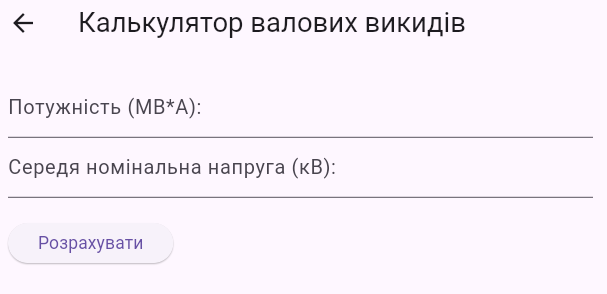 Калькулятор валових викидів
Потужність (МВ*А):
Середя номінальна напруга (кВ):
Розрахувати